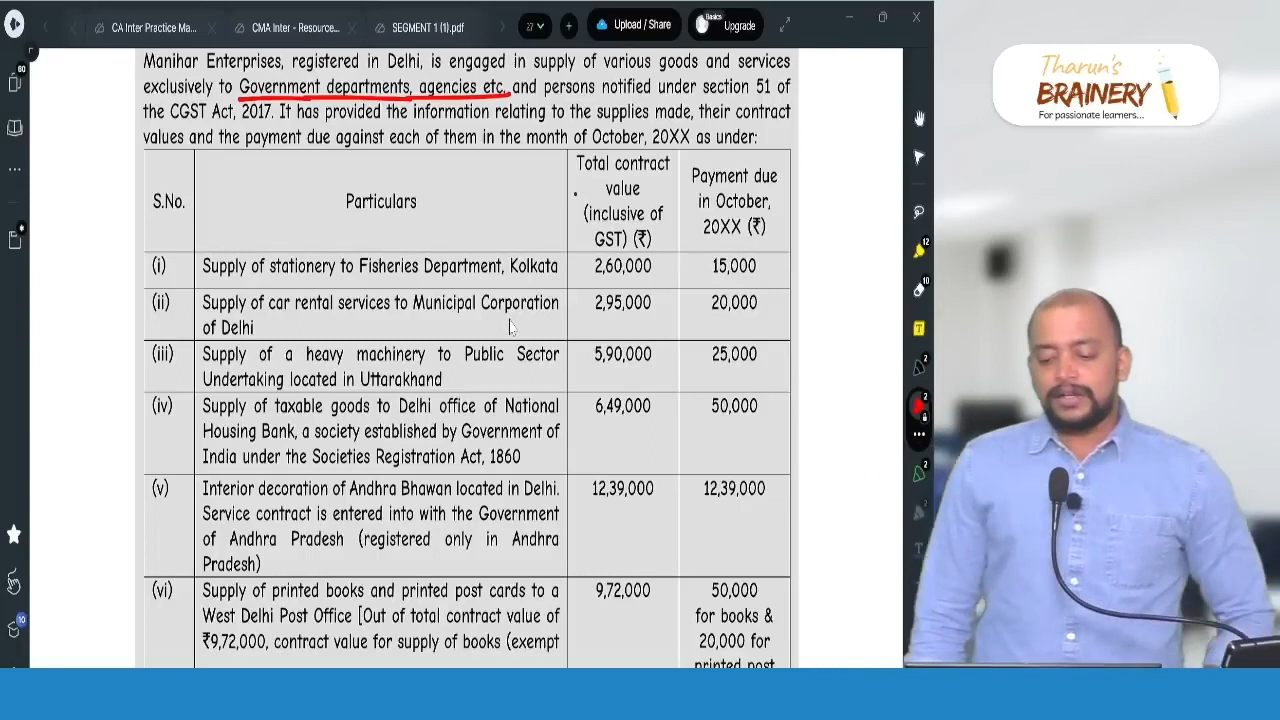 CA Inter Practice Ma...
CMA Inter - Resource...
SEGMENT 1 (1).pdf
27
Upload / Share
Basics
Upgrade
Manihar Enterprises, registered in Delhi, is engaged in supply of various goods and services
exclusively to Government departments, agencies etc. and persons notified under section 51 of
the CGST Act, 2017. It has provided the information relating to the supplies made, their contract
values and the payment due against each of them in the month of October, 20XX as under:
S.No.
Particulars
Total contract
value
(inclusive of
GST) (₹)
Payment due
in October,
20XX (₹)
(i) Supply of stationery to Fisheries Department, Kolkata 2,60,000 15,000
(ii) Supply of car rental services to Municipal Corporation 2,95,000 20,000
of Delhi
(iii) Supply of a heavy machinery to Public Sector 5,90,000 25,000
Undertaking located in Uttarakhand
(iv) Supply of taxable goods to Delhi office of National 6,49,000 50,000
Housing Bank, a society established by Government of
India under the Societies Registration Act, 1860
(v) Interior decoration of Andhra Bhawan located in Delhi. 12,39,000 12,39,000
Service contract is entered into with the Government
of Andhra Pradesh (registered only in Andhra
Pradesh)
(vi) Supply of printed books and printed post cards to a 9,72,000 50,000
West Delhi Post Office [Out of total contract value of for books &
₹9,72,000, contract value for supply of books (exempt 20,000 for
printed post
Tharun's
BRAINERY
For passionate learners...
80
10
12
10
2
2
2
2